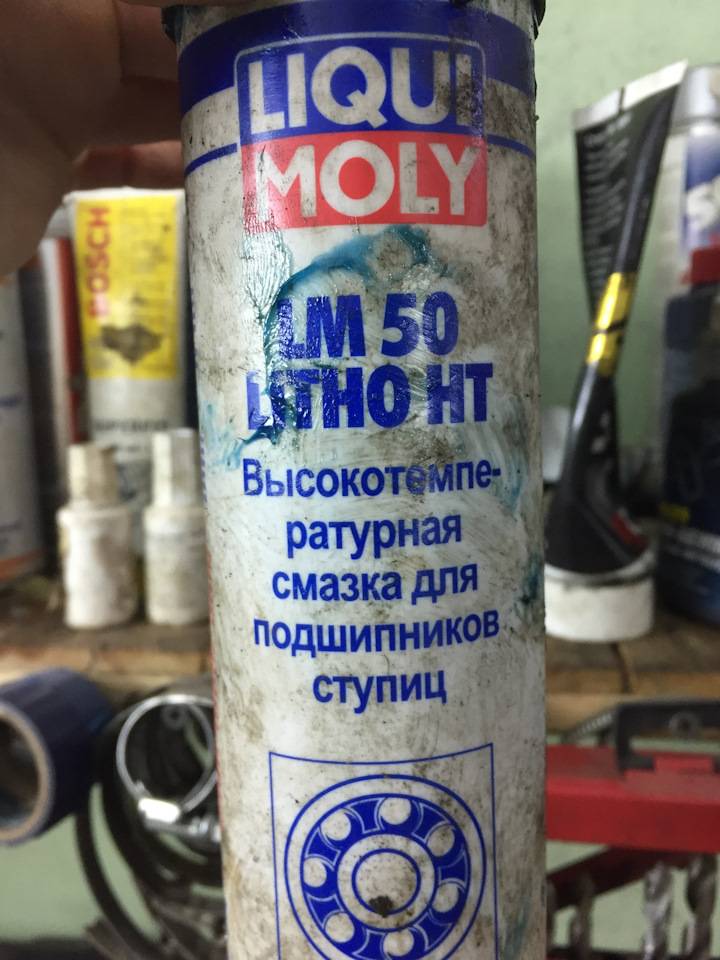 LIQUI
MOLY
BOSCH
LM 50
LITHO HT
Высокотемпе-
ратурная
смазка для
подшипников
ступиц